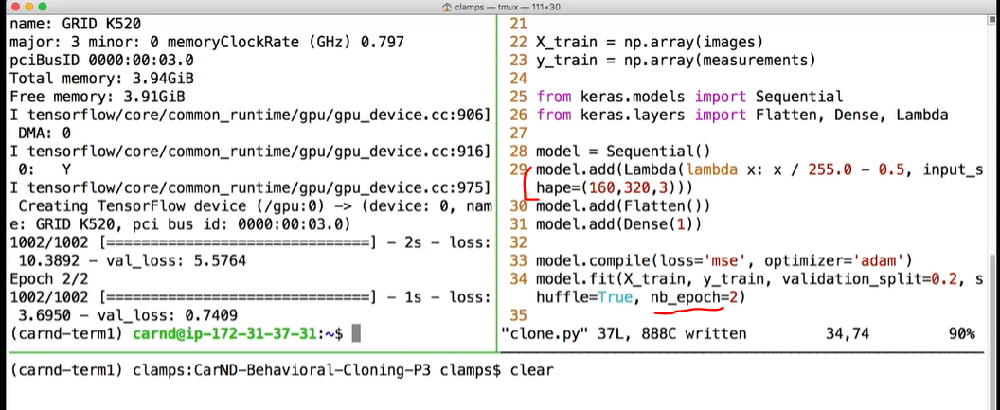 clamps — tmux — 111×30
name: GRID K520
major: 3 minor: 0 memoryClockRate (GHz) 0.797
pciBusID 0000:00:03.0
Total memory: 3.94GiB
Free memory: 3.91GiB
I tensorflow/core/common_runtime/gpu/gpu_device.cc:906]
 DMA: 0
I tensorflow/core/common_runtime/gpu/gpu_device.cc:916]
 0:   Y
I tensorflow/core/common_runtime/gpu/gpu_device.cc:975]
 Creating TensorFlow device (/gpu:0) -> (device: 0, nam
e: GRID K520, pci bus id: 0000:00:03.0)
1002/1002 [==============================] - 2s - loss:
 10.3892 - val_loss: 5.5764
Epoch 2/2
1002/1002 [==============================] - 1s - loss:
 3.6950 - val_loss: 0.7409
(carnd-term1) carnd@ip-172-31-37-31:~$
21
22 X_train = np.array(images)
23 y_train = np.array(measurements)
24
25 from keras.models import Sequential
26 from keras.layers import Flatten, Dense, Lambda
27
28 model = Sequential()
29 model.add(Lambda(lambda x: x / 255.0 - 0.5, input_s
hape=(160,320,3)))
30 model.add(Flatten())
31 model.add(Dense(1))
32
33 model.compile(loss='mse', optimizer='adam')
34 model.fit(X_train, y_train, validation_split=0.2, s
huffle=True, nb_epoch=2)
35
"clone.py" 37L, 888C written 34,74 90%
(carnd-term1) clamps:CarND-Behavioral-Cloning-P3 clamps$ clear